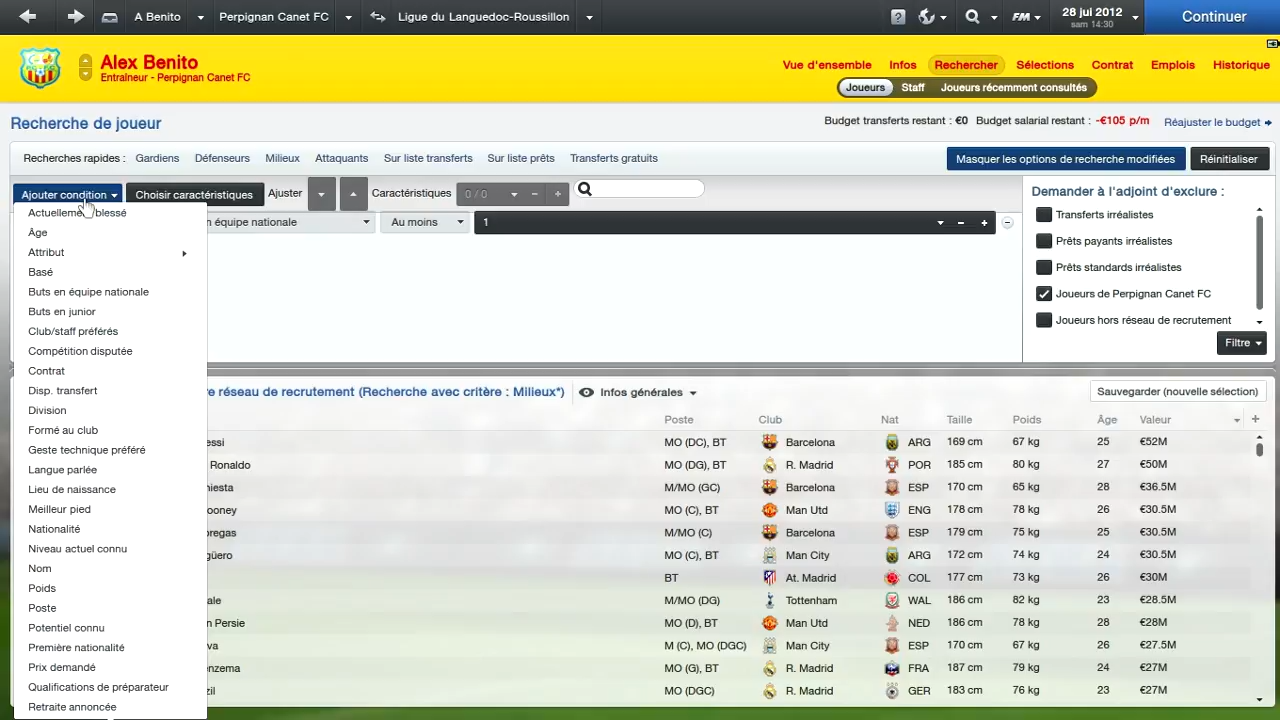 A Benito
Perpignan Canet FC
Ligue du Languedoc-Roussillon
?
FM
28 jul 2012
sam 14:30
Continuer
Alex Benito
Entraîneur - Perpignan Canet FC
Vue d'ensemble
Infos
Rechercher
Sélections
Contrat
Emplois
Historique
Joueurs
Staff
Joueurs récemment consultés
Recherche de joueur
Budget transferts restant : €0 Budget salarial restant : -€105 p/m
Réajuster le budget
Recherches rapides :
Gardiens
Défenseurs
Milieux
Attaquants
Sur liste transferts
Sur liste prêts
Transferts gratuits
Masquer les options de recherche modifiées
Réinitialiser
Ajouter condition
Choisir caractéristiques
Ajuster
Caractéristiques
0 / 0
n équipe nationale
Au moins
1
Demander à l'adjoint d'exclure :
Transferts irréalistes
Prêts payants irréalistes
Prêts standards irréalistes
Joueurs de Perpignan Canet FC
Joueurs hors réseau de recrutement
Filtre
Actuelleme blessé
Âge
Attribut
Basé
Buts en équipe nationale
Buts en junior
Club/staff préférés
Compétition disputée
Contrat
Disp. transfert
Division
Formé au club
Geste technique préféré
Langue parlée
Lieu de naissance
Meilleur pied
Nationalité
Niveau actuel connu
Nom
Poids
Poste
Potentiel connu
Première nationalité
Prix demandé
Qualifications de préparateur
Retraite annoncée
re réseau de recrutement (Recherche avec critère : Milieux*)
Infos générales
Sauvegarder (nouvelle sélection)
Poste Club Nat Taille Poids Âge Valeur
essi MO (DC), BT Barcelona ARG 169 cm 67 kg 25 €52M
Ronaldo MO (DG), BT R. Madrid POR 185 cm 80 kg 27 €50M
niesta M/MO (GC) Barcelona ESP 170 cm 65 kg 28 €36.5M
ooney MO (C), BT Man Utd ENG 178 cm 78 kg 26 €30.5M
bregas M/MO (C) Barcelona ESP 179 cm 75 kg 25 €30.5M
güero MO (C), BT Man City ARG 172 cm 74 kg 24 €30.5M
BT At. Madrid COL 177 cm 73 kg 26 €30M
ale M/MO (DG) Tottenham WAL 186 cm 82 kg 23 €28.5M
n Persie MO (D), BT Man Utd NED 186 cm 78 kg 28 €28M
va M (C), MO (DGC) Man City ESP 170 cm 67 kg 26 €27.5M
enzema MO (G), BT R. Madrid FRA 187 cm 79 kg 24 €27M
zil MO (DGC) R. Madrid GER 183 cm 76 kg 23 €27M